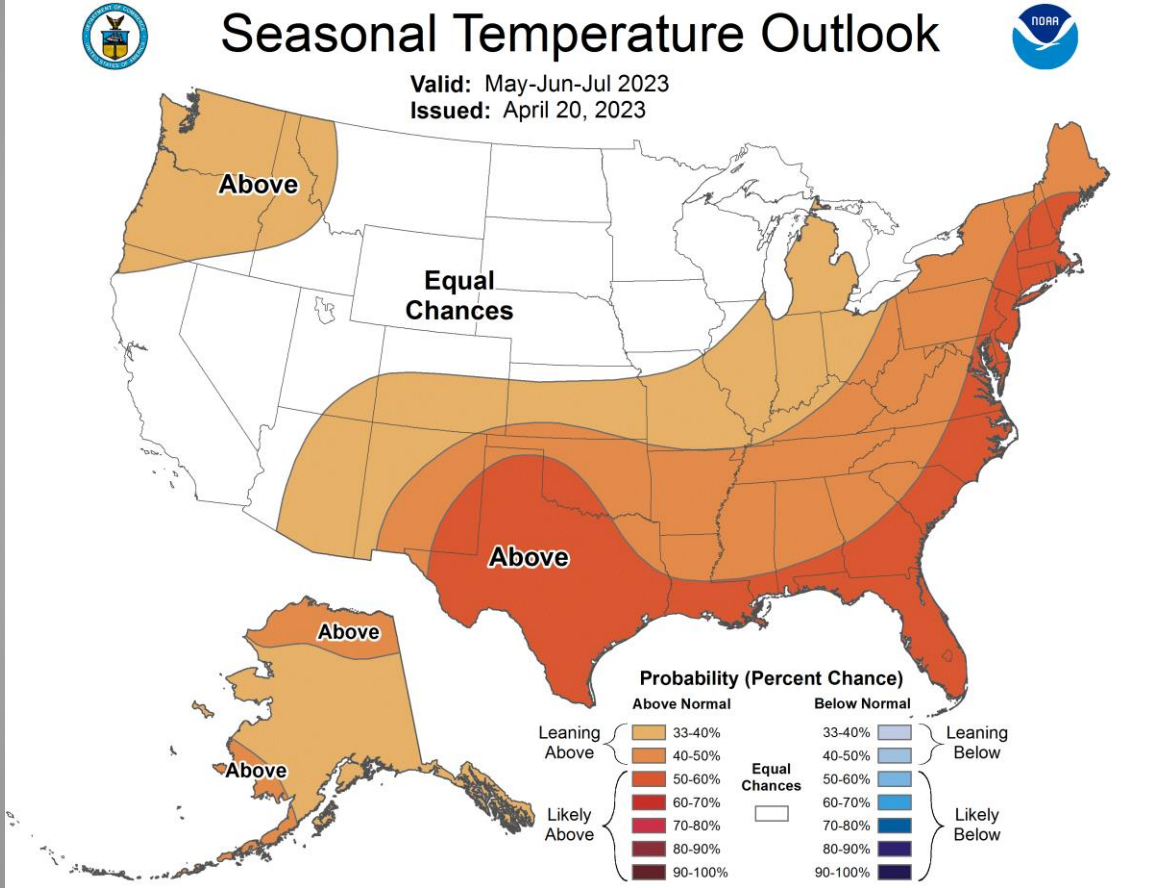 Seasonal Temperature Outlook
NOAA
Valid: May-Jun-Jul 2023
Issued: April 20, 2023
Above
Equal
Chances
Above
Above
Above
Probability (Percent Chance)
Above Normal
Below Normal
Leaning
Above
33-40%
40-50%
Likely
Above
50-60%
60-70%
70-80%
80-90%
90-100%
Equal
Chances
33-40%
40-50%
Leaning
Below
50-60%
60-70%
70-80%
80-90%
90-100%
Likely
Below